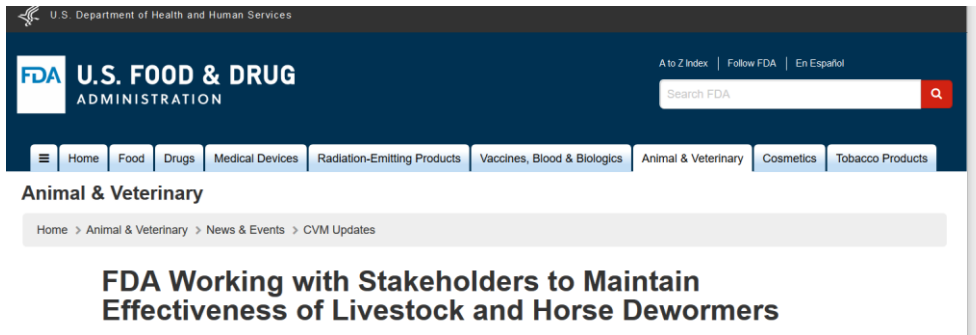 U.S. Department of Health and Human Services
A to Z Index | Follow FDA | En Español
FDA U.S. FOOD & DRUG
ADMINISTRATION
Search FDA
☰ Home Food Drugs Medical Devices Radiation-Emitting Products Vaccines, Blood & Biologics Animal & Veterinary Cosmetics Tobacco Products
Animal & Veterinary
Home > Animal & Veterinary > News & Events > CVM Updates
FDA Working with Stakeholders to Maintain
Effectiveness of Livestock and Horse Dewormers